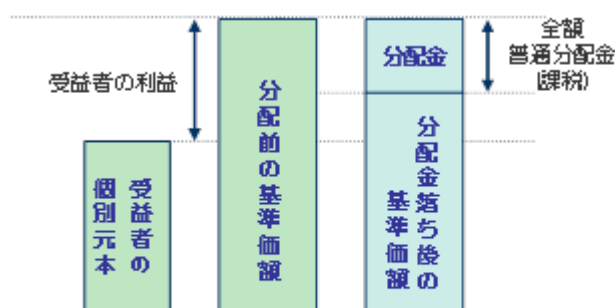 受益者の利益
受益者の
個別元本
分配前の基準価額
分配金
分配金落ち後の
基準価額
全額
普通分配金
(課税)